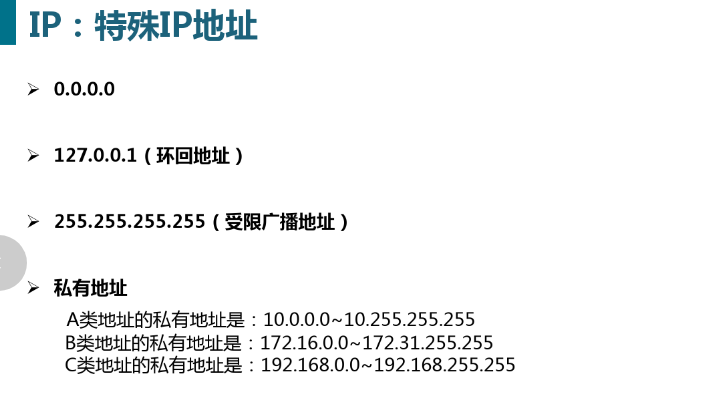 IP：特殊IP地址
➢ 0.0.0.0
➢ 127.0.0.1（环回地址）
➢ 255.255.255.255（受限广播地址）
➢ 私有地址
A类地址的私有地址是：10.0.0.0~10.255.255.255
B类地址的私有地址是：172.16.0.0~172.31.255.255
C类地址的私有地址是：192.168.0.0~192.168.255.255